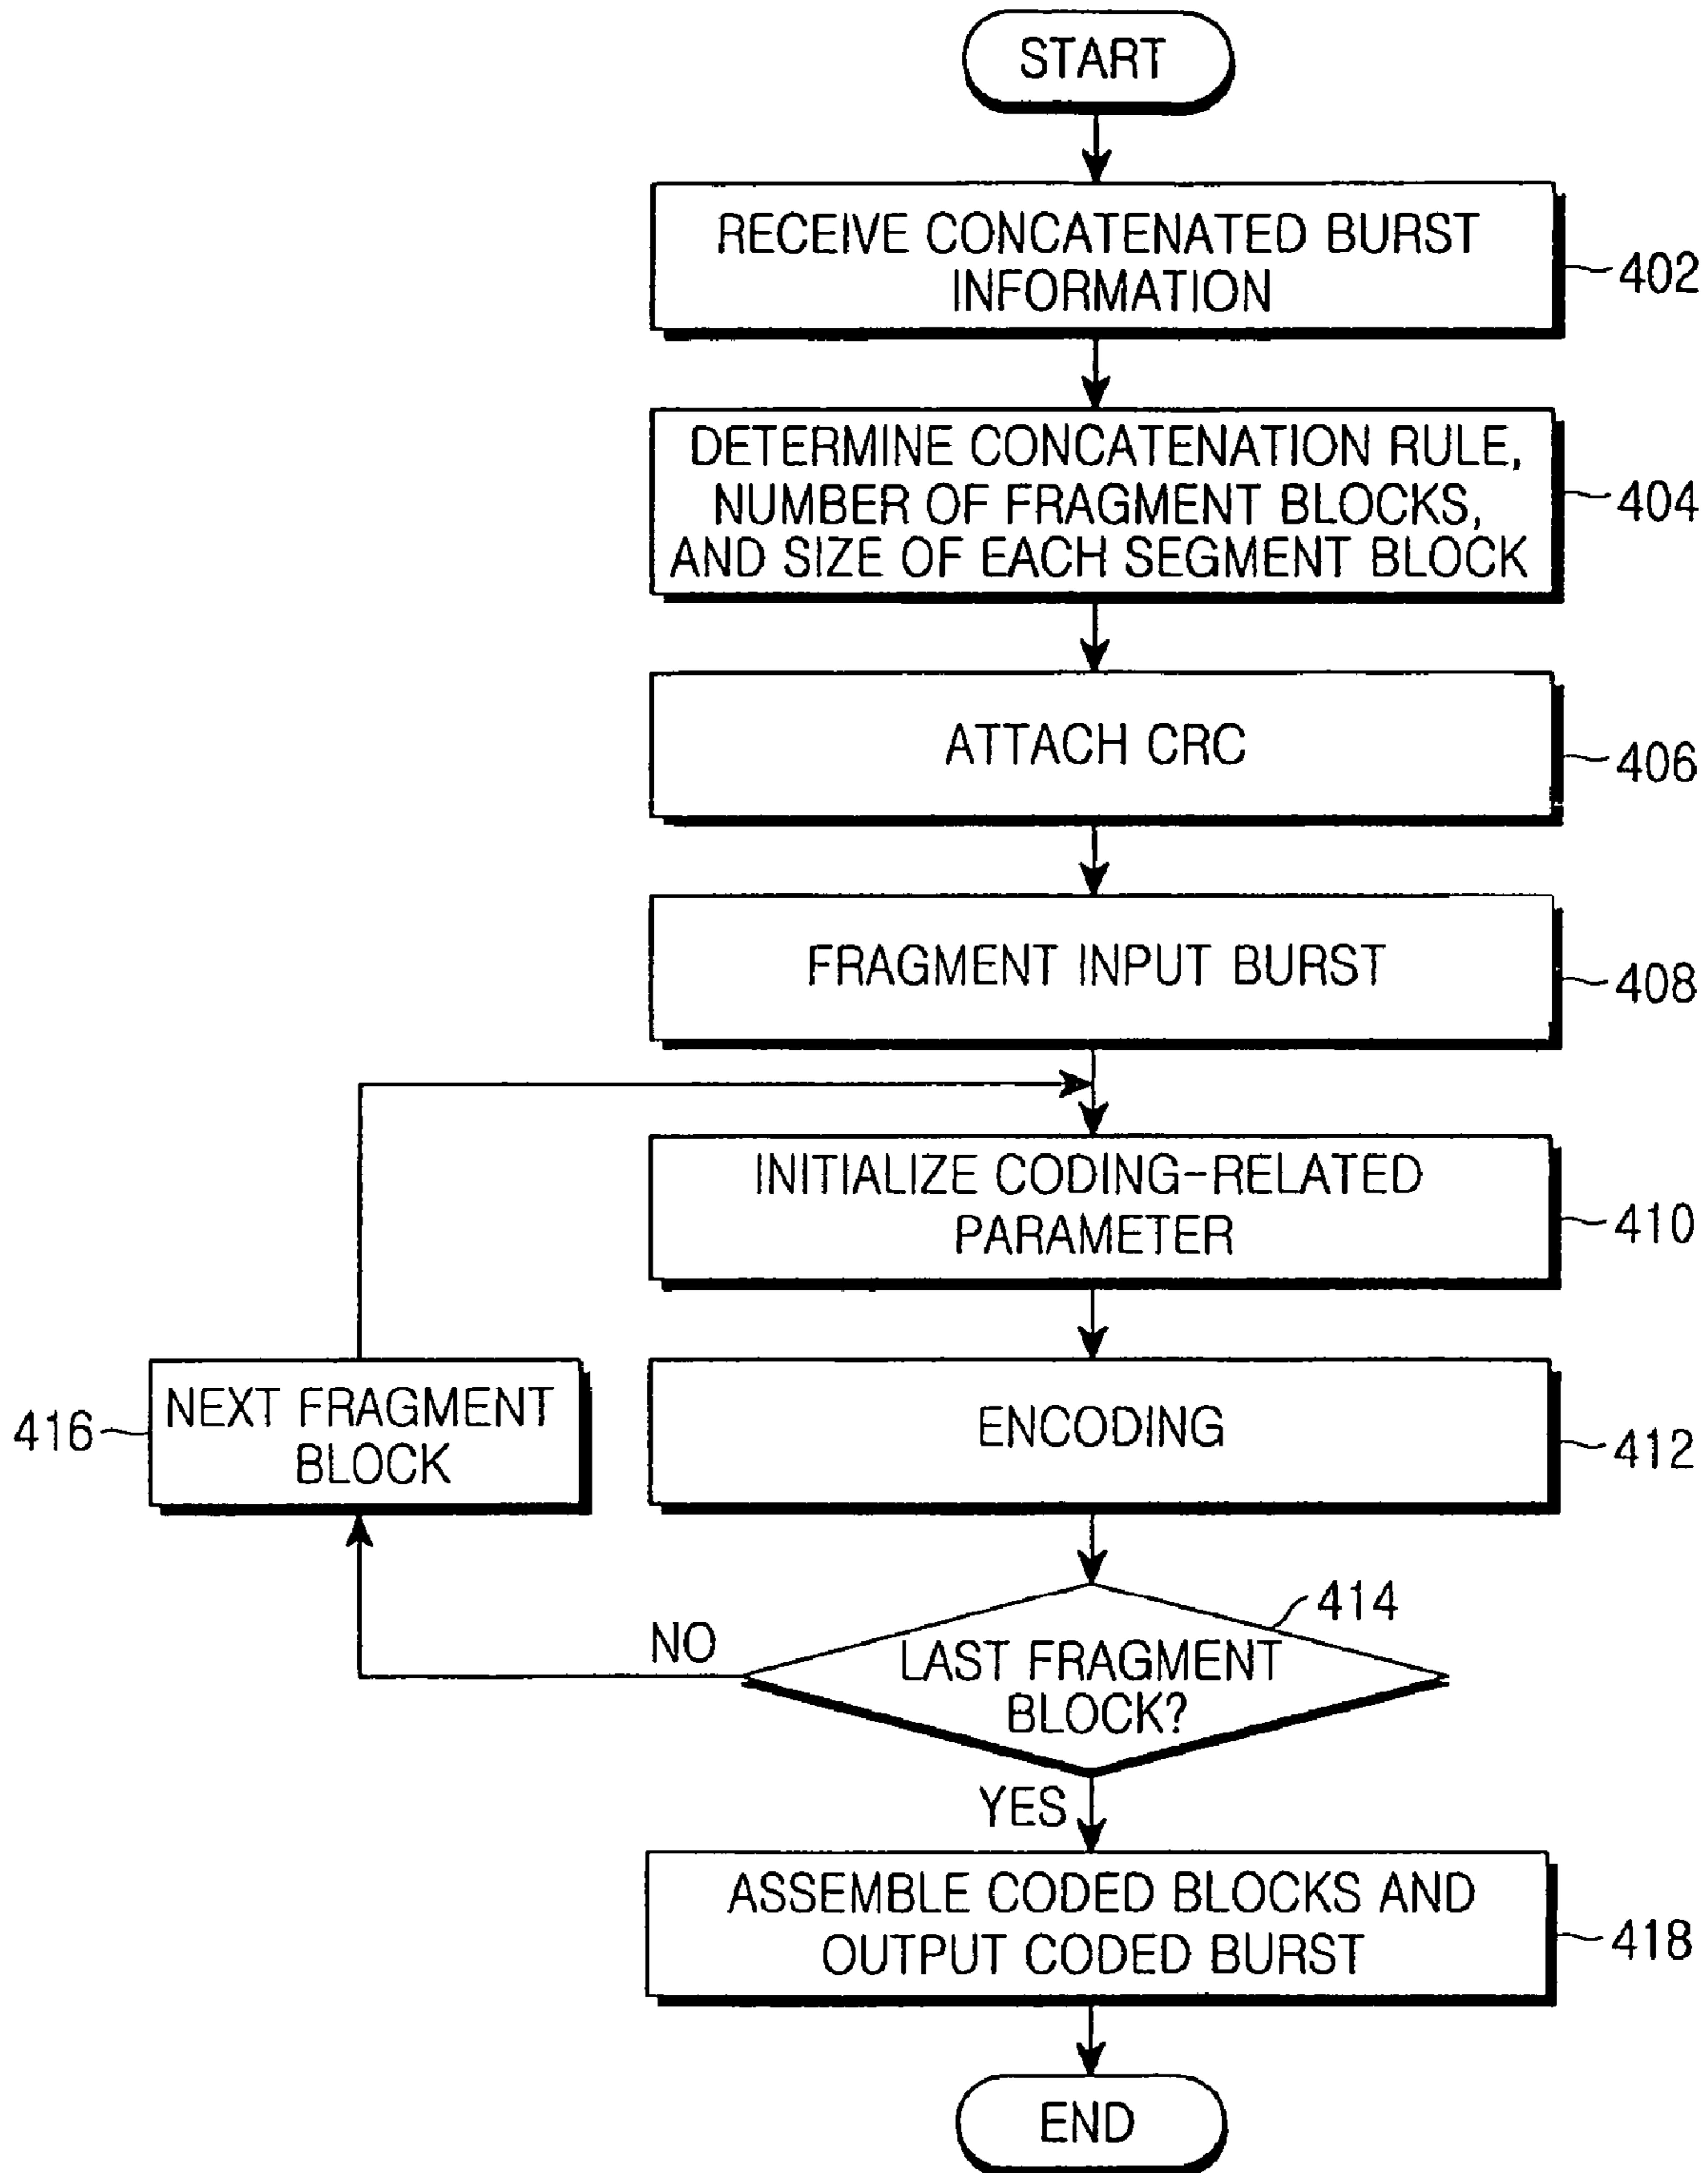 START
RECEIVE CONCATENATED BURST
INFORMATION
402
DETERMINE CONCATENATION RULE,
NUMBER OF FRAGMENT BLOCKS,
AND SIZE OF EACH SEGMENT BLOCK
404
ATTACH CRC
406
FRAGMENT INPUT BURST
408
INITIALIZE CODING-RELATED
PARAMETER
410
ENCODING
412
414
LAST FRAGMENT
BLOCK?
NO
416
NEXT FRAGMENT
BLOCK
YES
ASSEMBLE CODED BLOCKS AND
OUTPUT CODED BURST
418
END